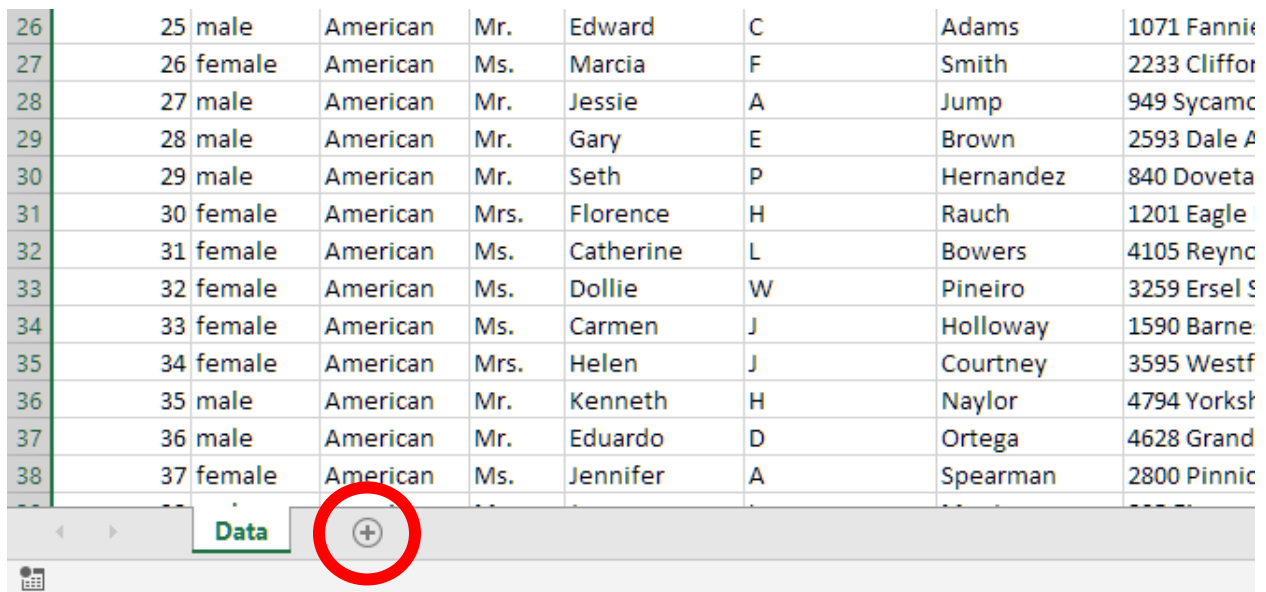 26 25 male American Mr. Edward C Adams 1071 Fannie
27 26 female American Ms. Marcia F Smith 2233 Cliffor
28 27 male American Mr. Jessie A Jump 949 Sycamo
29 28 male American Mr. Gary E Brown 2593 Dale A
30 29 male American Mr. Seth P Hernandez 840 Doveta
31 30 female American Mrs. Florence H Rauch 1201 Eagle
32 31 female American Ms. Catherine L Bowers 4105 Reyno
33 32 female American Ms. Dollie W Pineiro 3259 Ersel S
34 33 female American Ms. Carmen J Holloway 1590 Barne
35 34 female American Mrs. Helen J Courtney 3595 Westf
36 35 male American Mr. Kenneth H Naylor 4794 Yorksh
37 36 male American Mr. Eduardo D Ortega 4628 Grand
38 37 female American Ms. Jennifer A Spearman 2800 Pinnic
Data